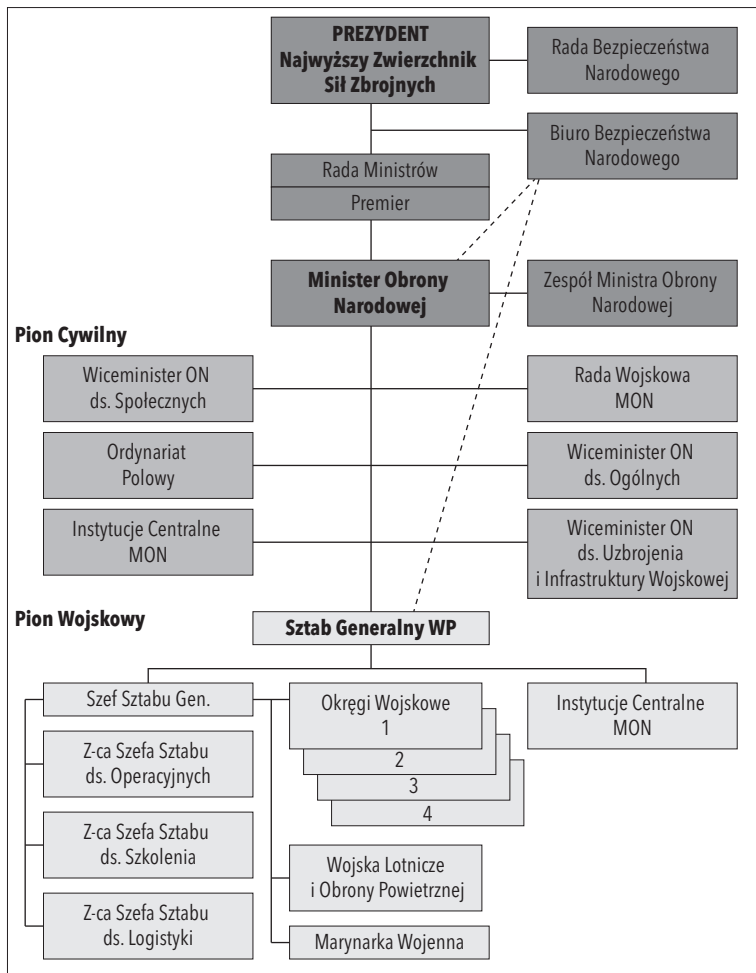 PREZYDENT
Najwyższy Zwierzchnik
Sił Zbrojnych
Rada Bezpieczeństwa
Narodowego
Biuro Bezpieczeństwa
Narodowego
Rada Ministrów
Premier
Minister Obrony
Narodowej
Zespół Ministra Obrony
Narodowej
Pion Cywilny
Wiceminister ON
ds. Społecznych
Rada Wojskowa
MON
Ordynariat
Polowy
Wiceminister ON
ds. Ogólnych
Instytucje Centralne
MON
Wiceminister ON
ds. Uzbrojenia
i Infrastruktury Wojskowej
Pion Wojskowy
Sztab Generalny WP
Szef Sztabu Gen.
Z-ca Szefa Sztabu
ds. Operacyjnych
Z-ca Szefa Sztabu
ds. Szkolenia
Z-ca Szefa Sztabu
ds. Logistyki
Okręgi Wojskowe
1
2
3
4
Wojska Lotnicze
i Obrony Powietrznej
Marynarka Wojenna
Instytucje Centralne
MON